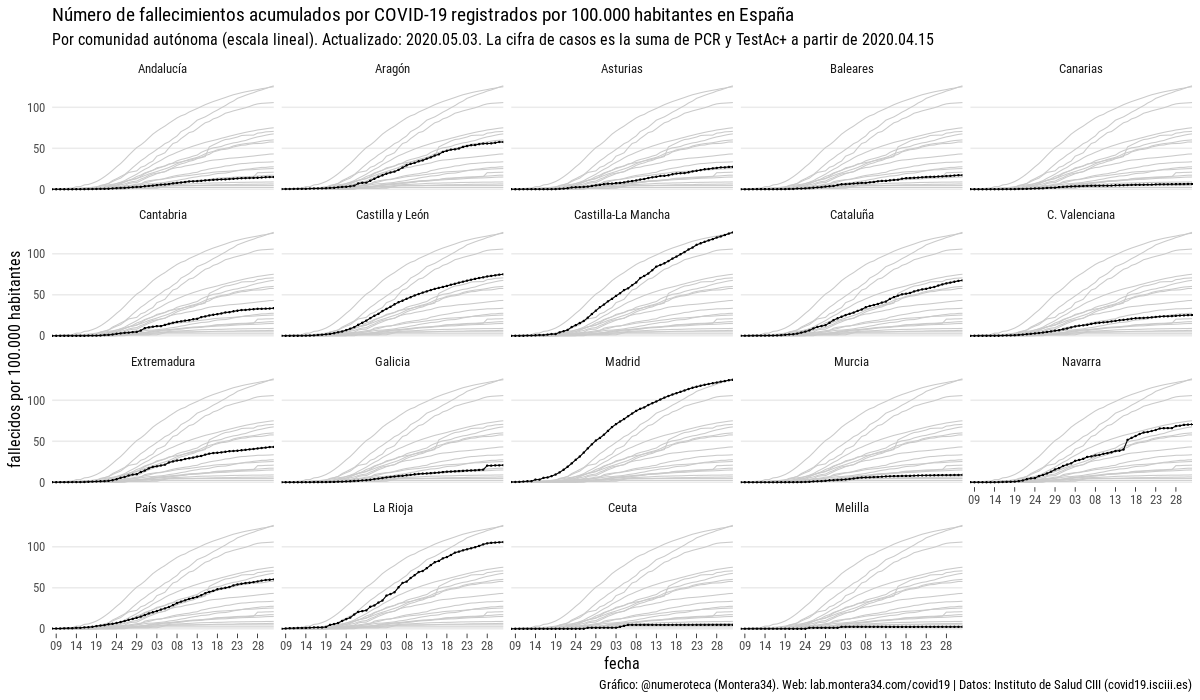 Número de fallecimientos acumulados por COVID-19 registrados por 100.000 habitantes en España
Por comunidad autónoma (escala lineal). Actualizado: 2020.05.03. La cifra de casos es la suma de PCR y TestAc+ a partir de 2020.04.15
Andalucía Aragón Asturias Baleares Canarias
100
50
0
Cantabria Castilla y León Castilla-La Mancha Cataluña C. Valenciana
100
50
0
fallecidos por 100.000 habitantes
Extremadura Galicia Madrid Murcia Navarra
100
50
0
09 14 19 24 29 03 08 13 18 23 28
País Vasco La Rioja Ceuta Melilla
100
50
0
09 14 19 24 29 03 08 13 18 23 28 09 14 19 24 29 03 08 13 18 23 28 09 14 19 24 29 03 08 13 18 23 28 09 14 19 24 29 03 08 13 18 23 28
fecha
Gráfico: @numeroteca (Montera34). Web: lab.montera34.com/covid19 | Datos: Instituto de Salud CIII (covid19.isciii.es)